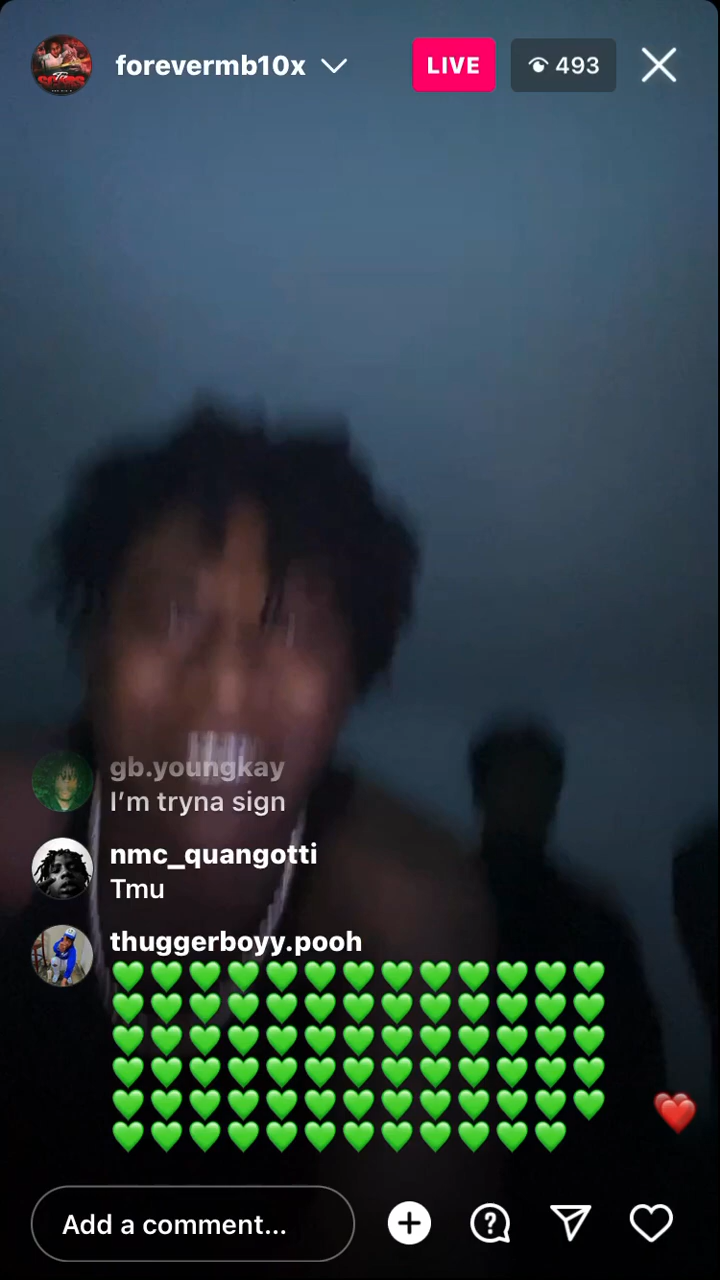 forevermb10x
LIVE
493
gb.youngkay
I’m tryna sign
nmc_quangotti
Tmu
thuggerboyy.pooh
💚💚💚💚💚💚💚💚💚💚💚💚💚
💚💚💚💚💚💚💚💚💚💚💚💚💚
💚💚💚💚💚💚💚💚💚💚💚💚💚
💚💚💚💚💚💚💚💚💚💚💚💚💚
💚💚💚💚💚💚💚💚💚💚💚💚💚
💚💚💚💚💚💚💚💚💚💚💚💚
Add a comment...